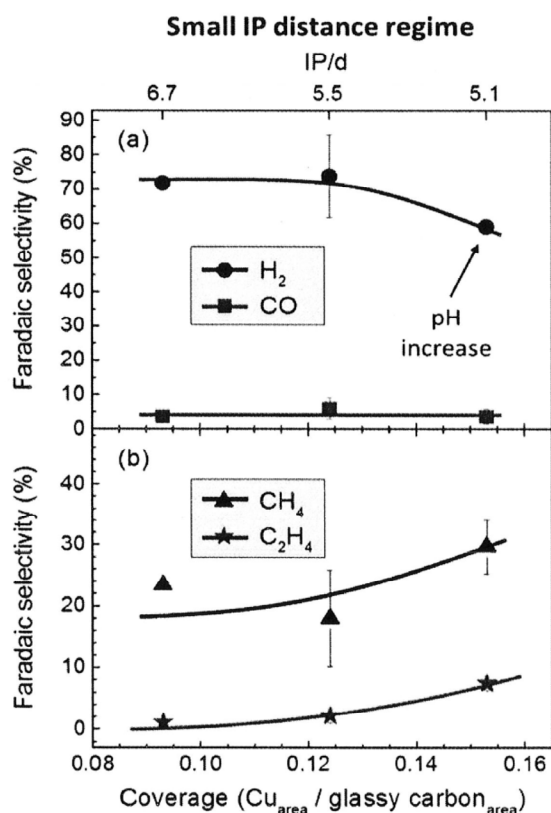 Small IP distance regime
IP/d
6.7 5.5 5.1
90
(a)
80
70
60
50
H₂
CO
pH
increase
40
30
20
10
0
Faradaic selectivity (%)
(b)
40
CH₄
C₂H₄
30
20
10
0
Faradaic selectivity (%)
0.08 0.10 0.12 0.14 0.16
Coverage (Cu_area / glassy carbon_area)